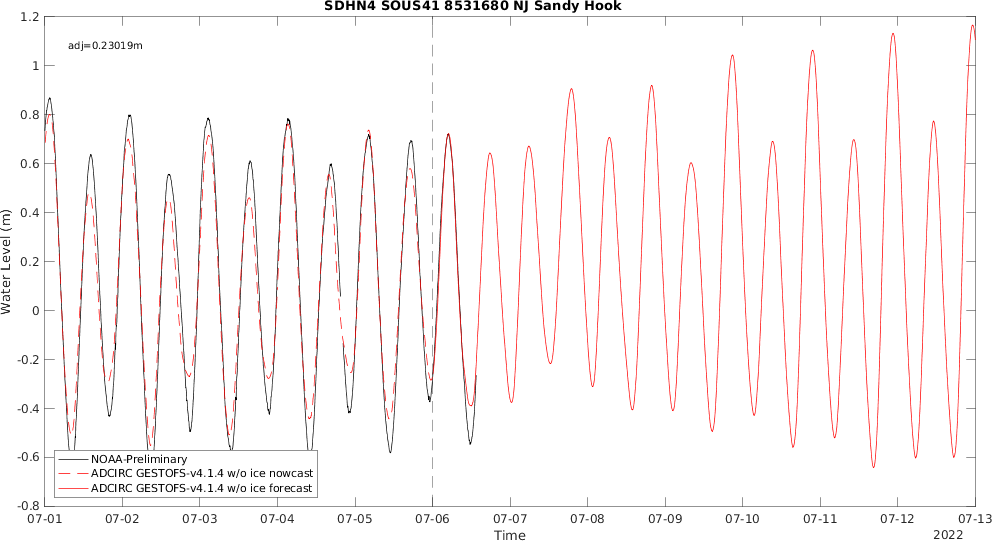 SDHN4 SOUS41 8531680 NJ Sandy Hook
adj=0.23019m
Water Level (m)
1.2
1
0.8
0.6
0.4
0.2
0
-0.2
-0.4
-0.6
-0.8
NOAA-Preliminary
ADCIRC GESTOFS-v4.1.4 w/o ice nowcast
ADCIRC GESTOFS-v4.1.4 w/o ice forecast
07-01 07-02 07-03 07-04 07-05 07-06 07-07 07-08 07-09 07-10 07-11 07-12 07-13
Time
2022